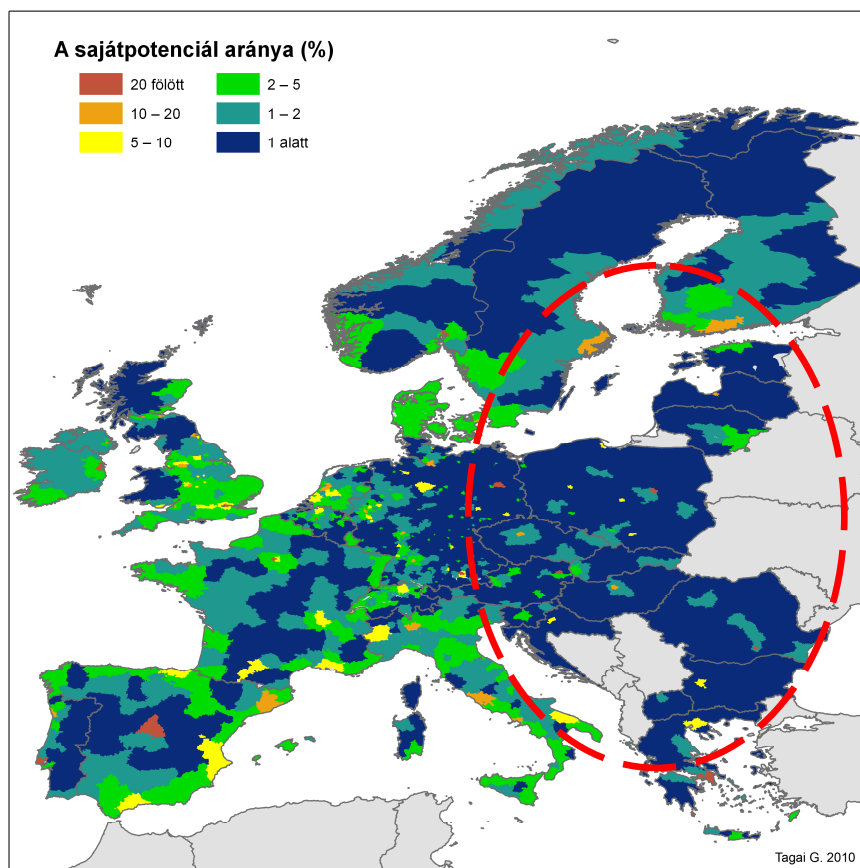 A sajátpotenciál aránya (%)
20 fölött
10 – 20
5 – 10
2 – 5
1 – 2
1 alatt
Tagai G. 2010